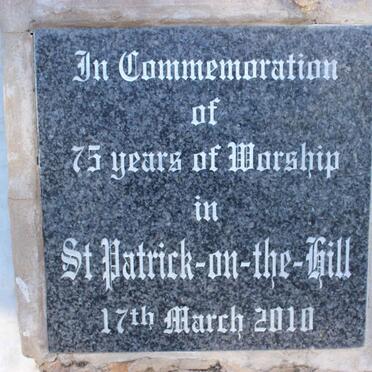 In Commemoration
of
75 years of Worship
in
St Patrick-on-the-Hill
17th March 2010